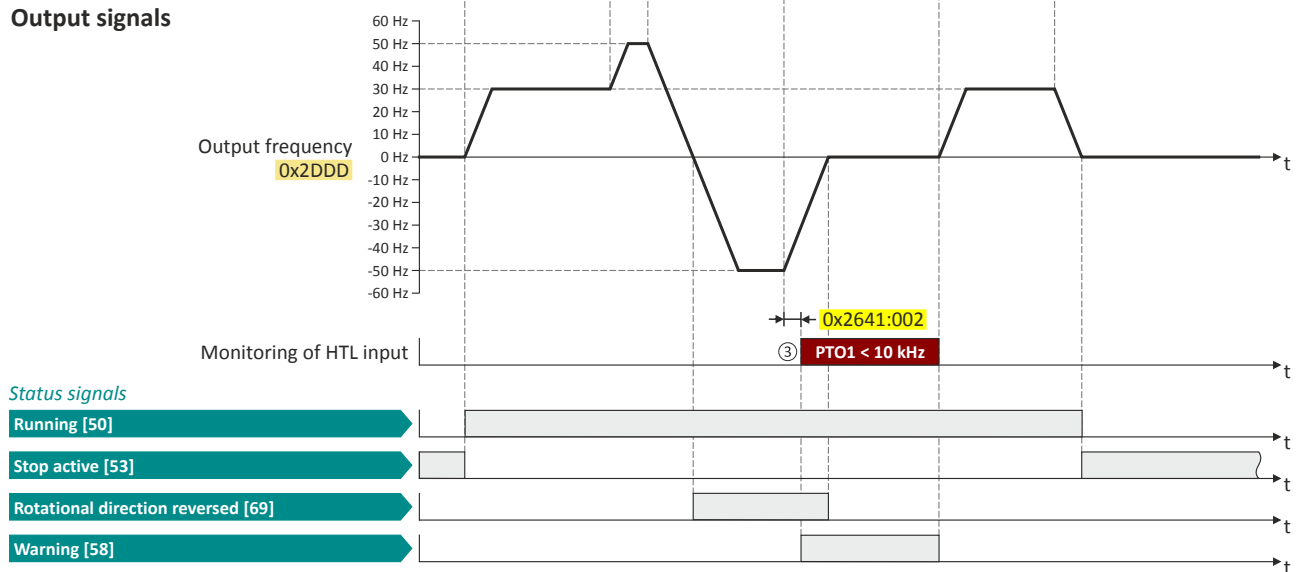 Output signals
60 Hz
50 Hz
40 Hz
30 Hz
20 Hz
10 Hz
0 Hz
-10 Hz
-20 Hz
-30 Hz
-40 Hz
-50 Hz
-60 Hz
Output frequency
0x2DDD
t
0x2641:002
Monitoring of HTL input
③ PTO1 < 10 kHz
t
Status signals
Running [50]
t
Stop active [53]
t
Rotational direction reversed [69]
t
Warning [58]
t